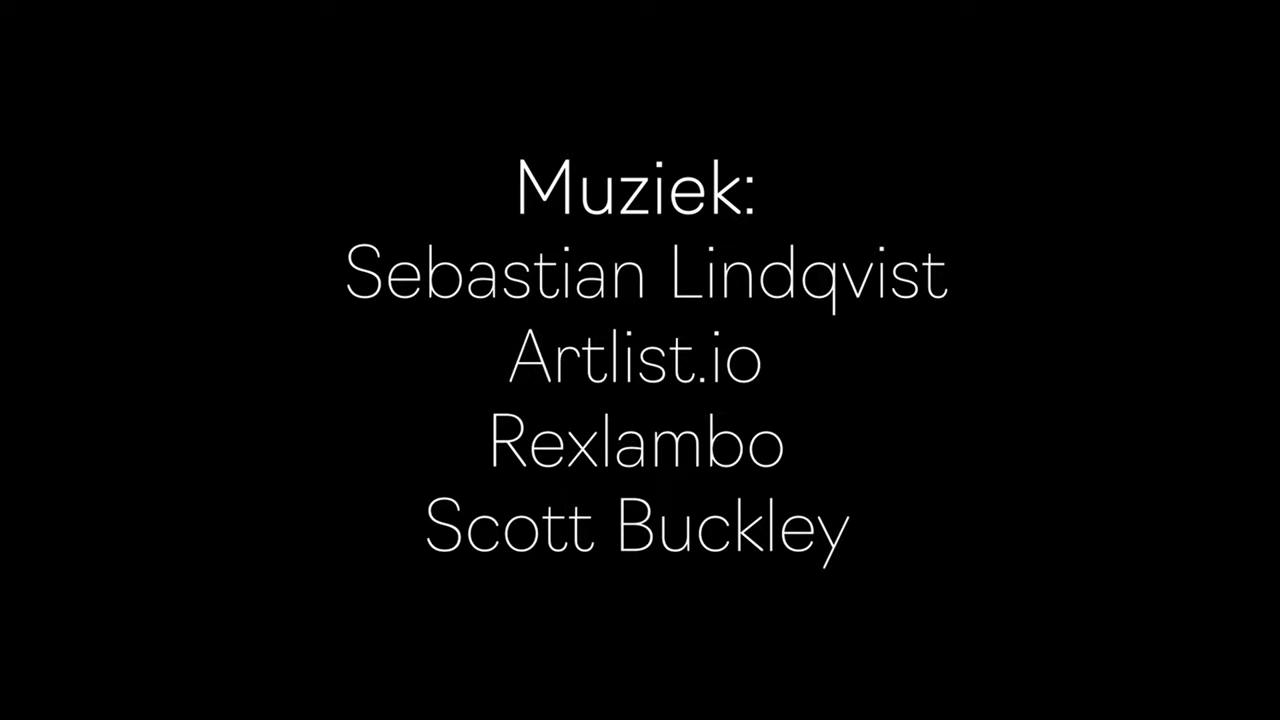 Muziek:
Sebastian Lindqvist
Artlist.io
Rexlambo
Scott Buckley